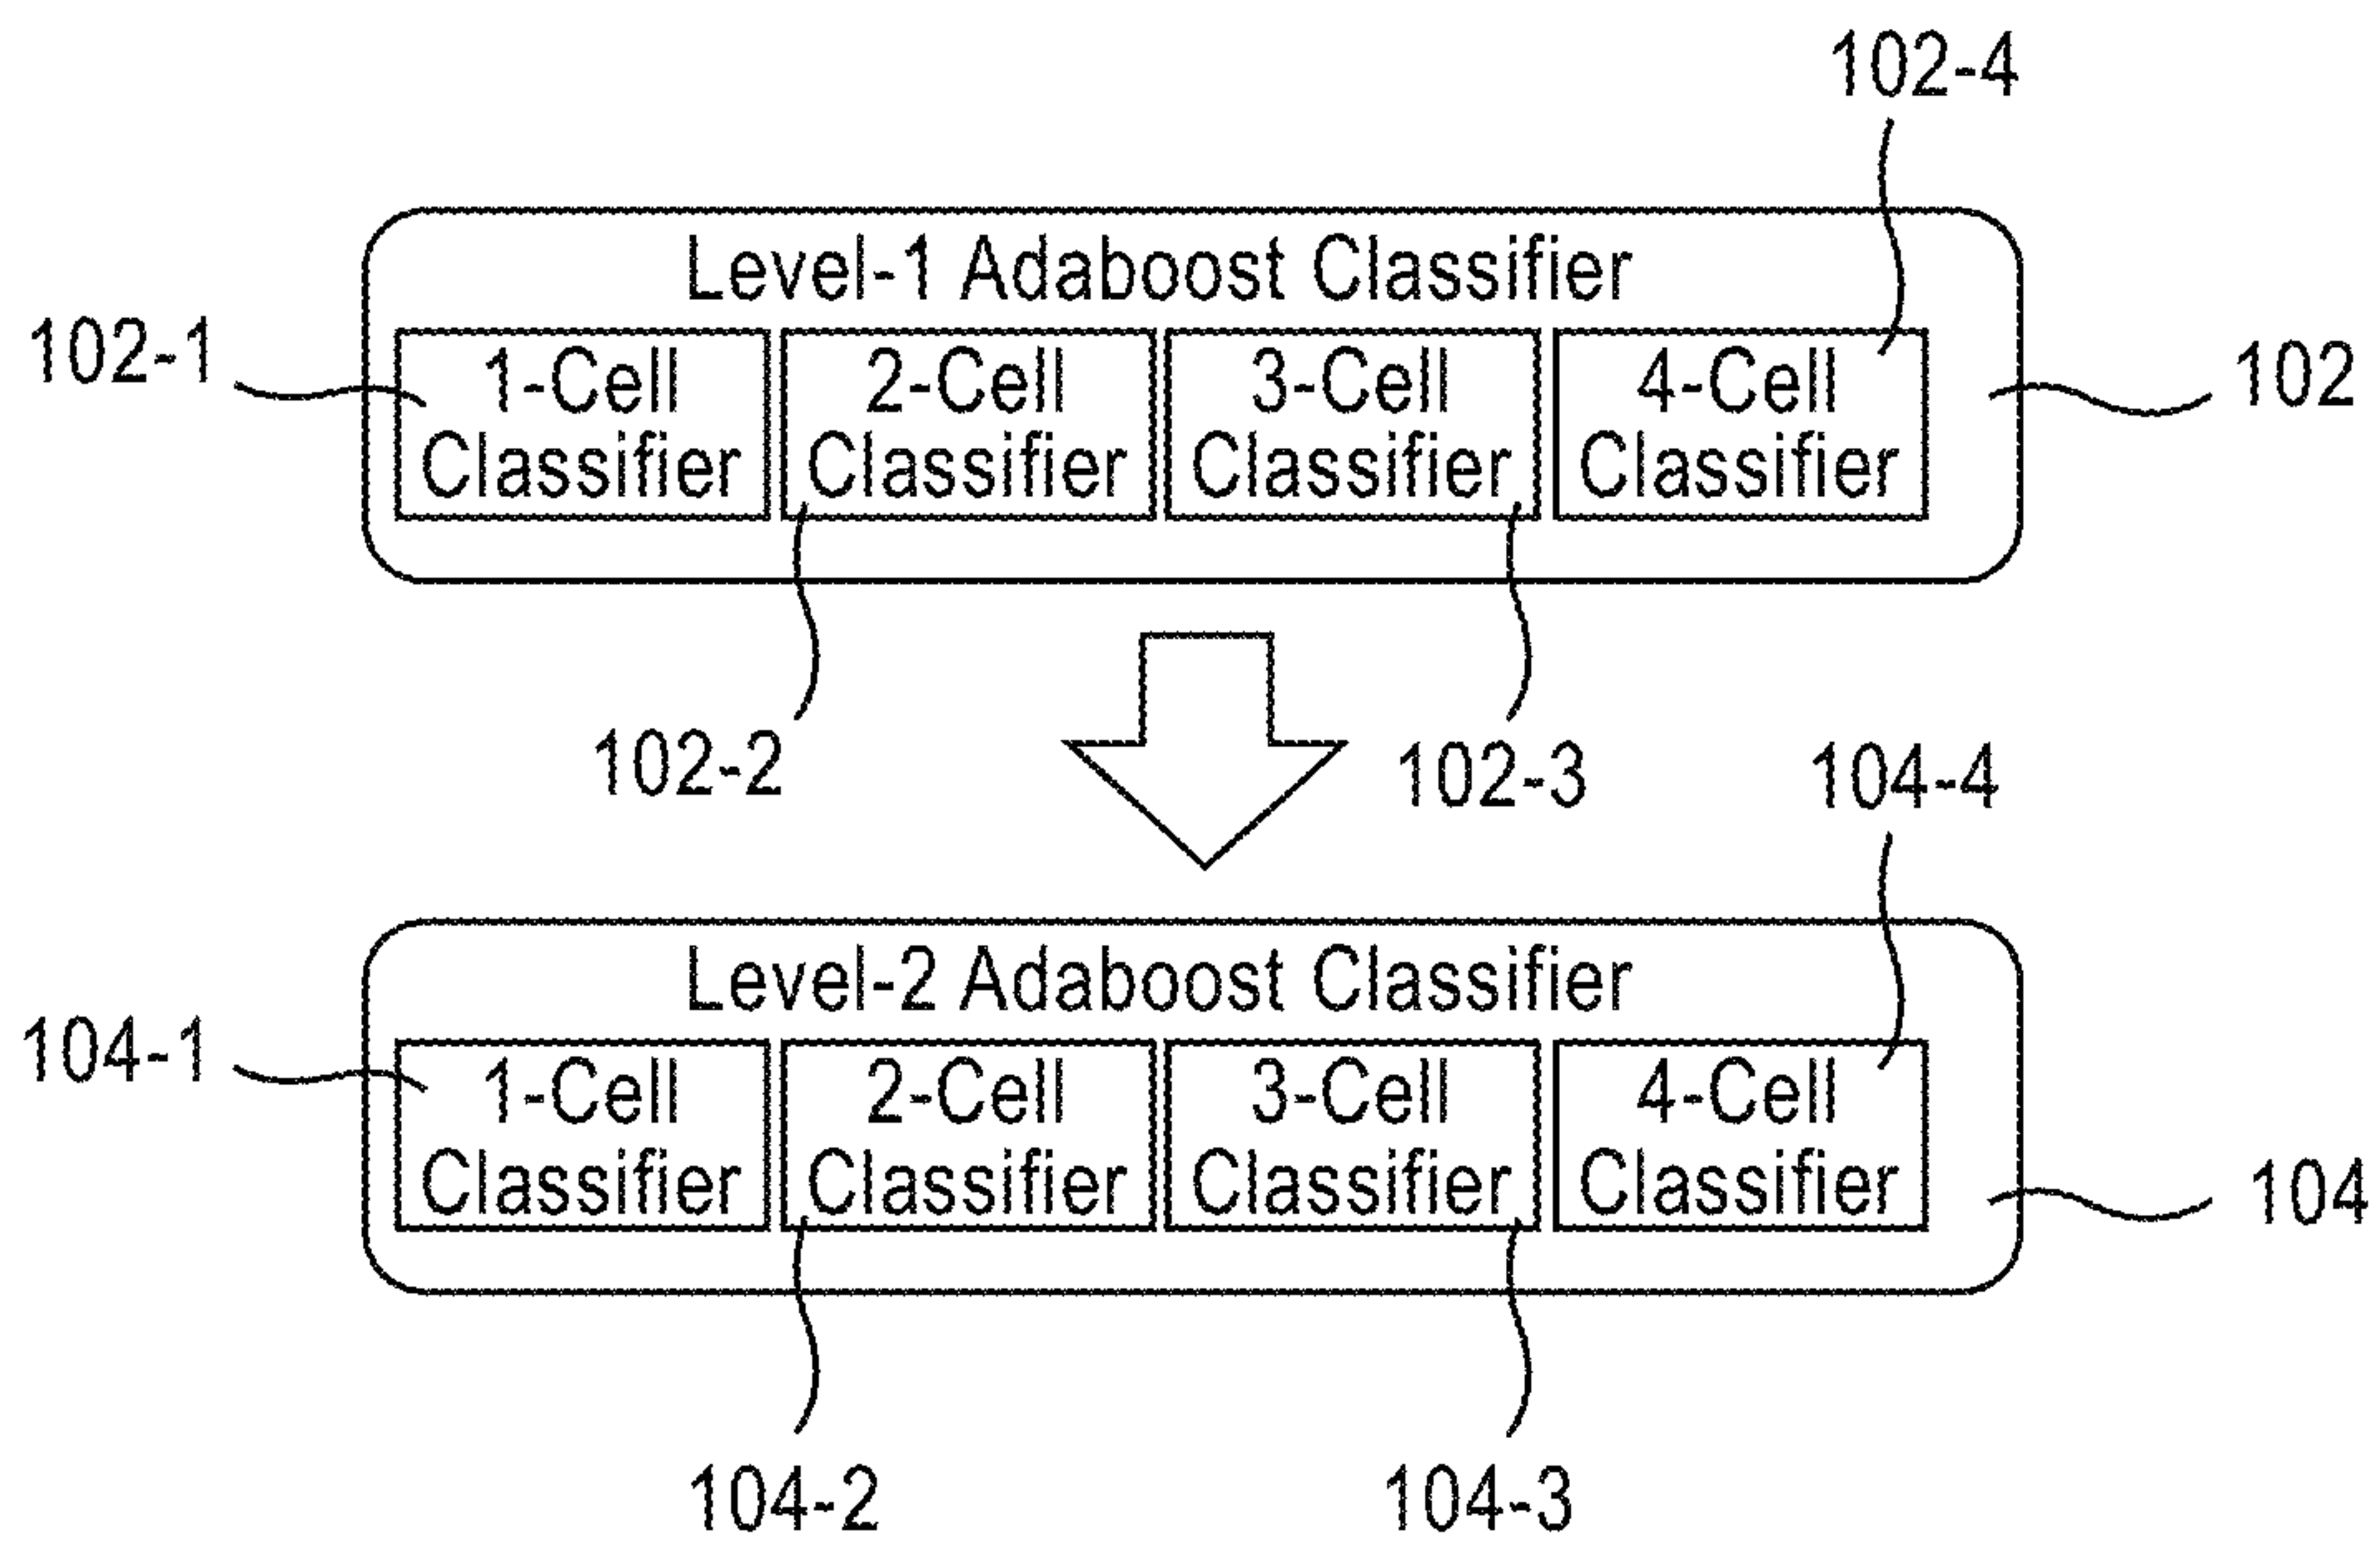 102-4
Level-1 Adaboost Classifier
102-1
1-Cell
Classifier
2-Cell
Classifier
3-Cell
Classifier
4-Cell
Classifier
102
102-2
102-3
104-4
Level-2 Adaboost Classifier
104-1
1-Cell
Classifier
2-Cell
Classifier
3-Cell
Classifier
4-Cell
Classifier
104
104-2
104-3